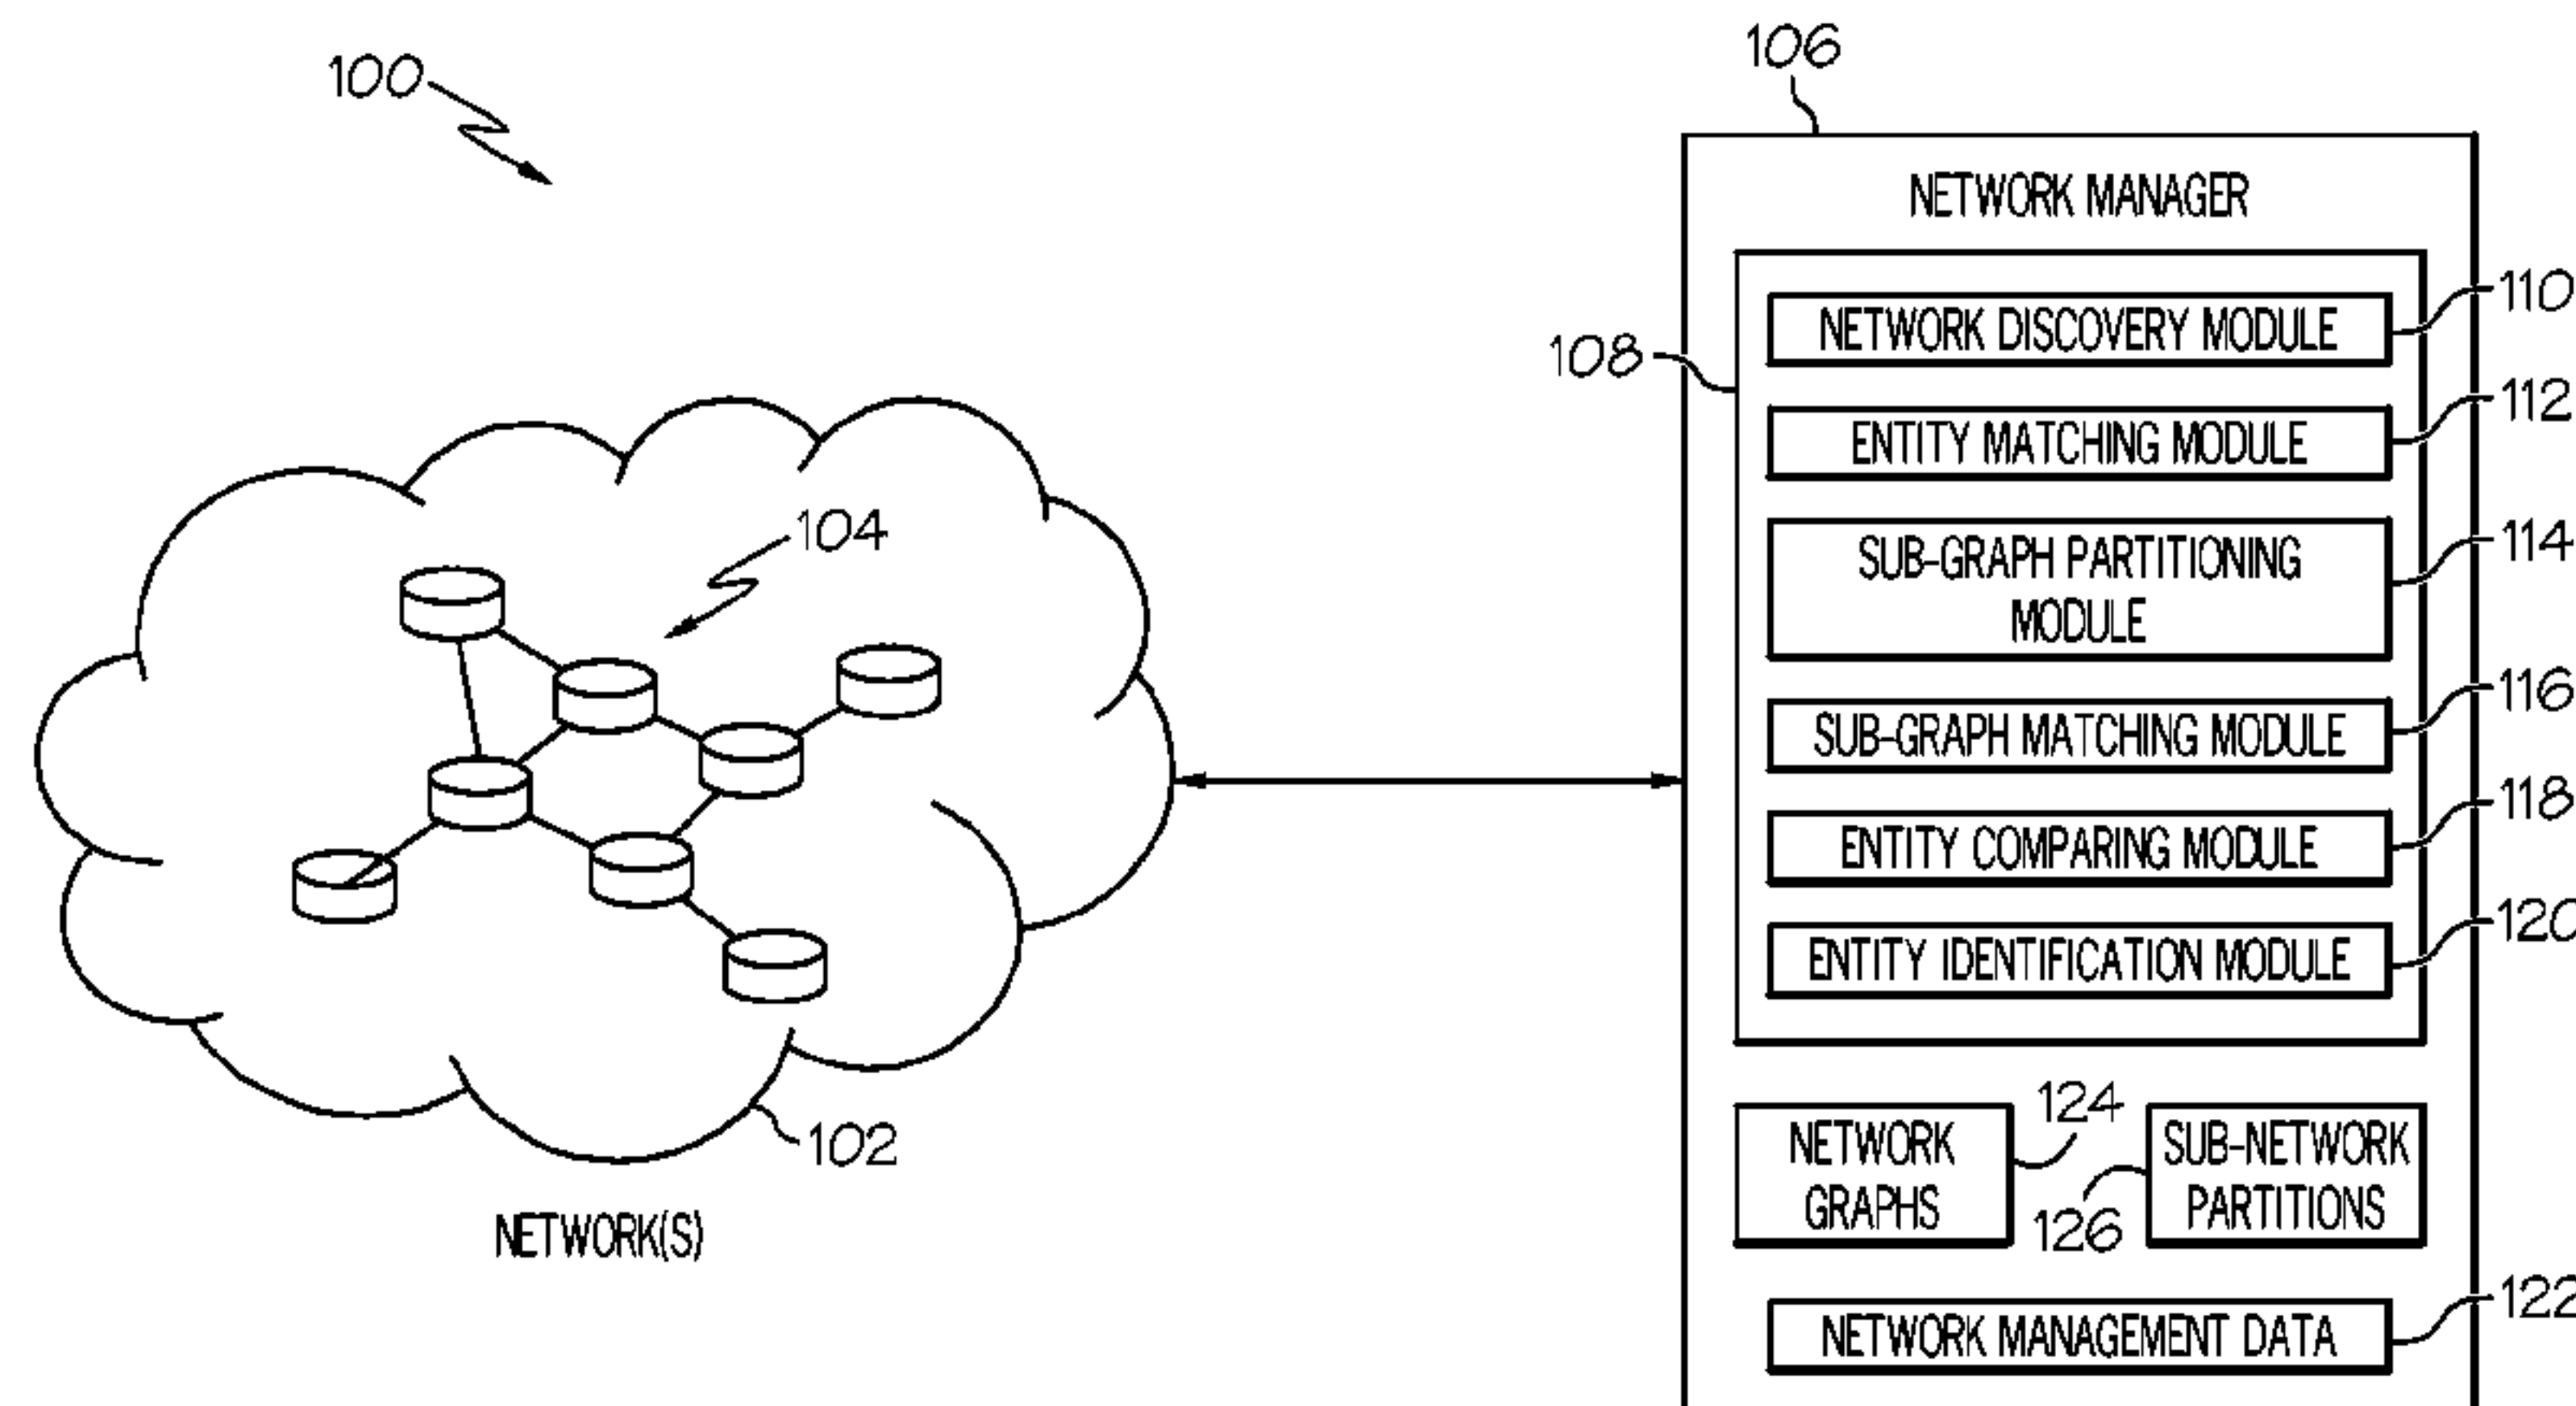 100
106
NETWORK MANAGER
110
NETWORK DISCOVERY MODULE
108
112
ENTITY MATCHING MODULE
104
114
SUB-GRAPH PARTITIONING
MODULE
116
SUB-GRAPH MATCHING MODULE
118
ENTITY COMPARING MODULE
120
ENTITY IDENTIFICATION MODULE
102
NETWORK(S)
124
NETWORK
GRAPHS
126
SUB-NETWORK
PARTITIONS
122
NETWORK MANAGEMENT DATA